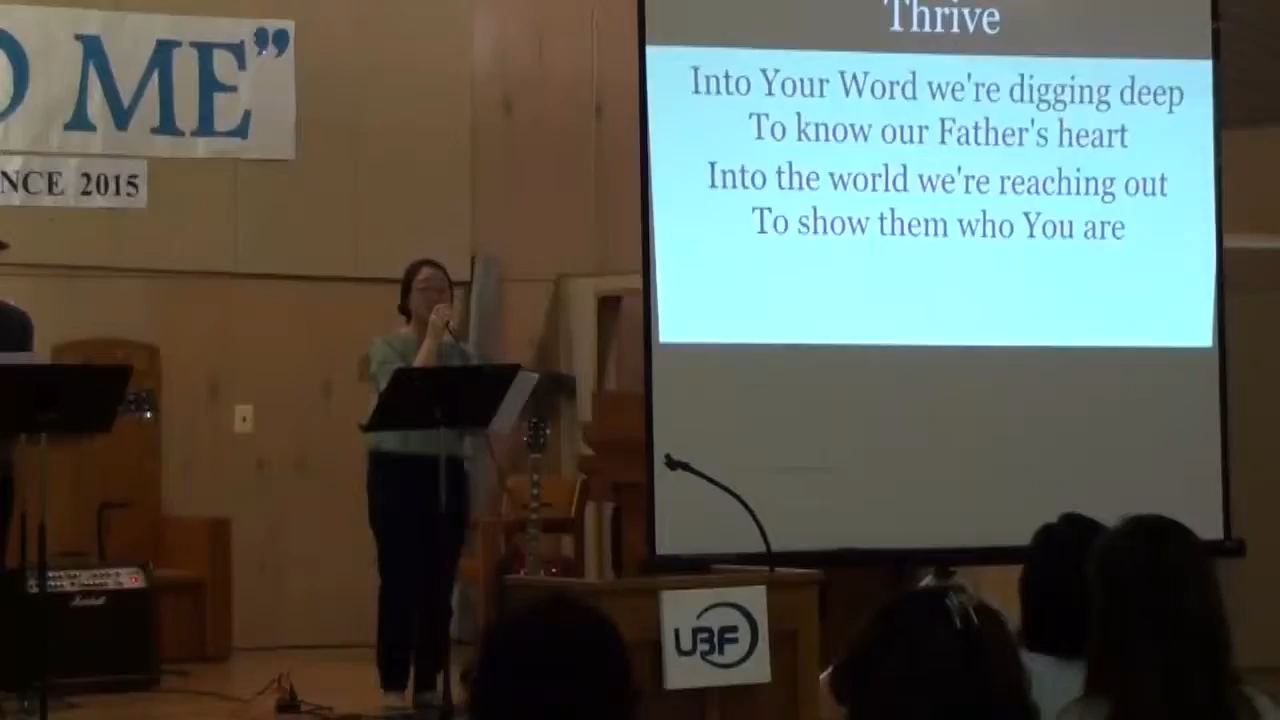 ME”
NCE 2015
Thrive
Into Your Word we're digging deep
To know our Father's heart
Into the world we're reaching out
To show them who You are
Marshall
UBF